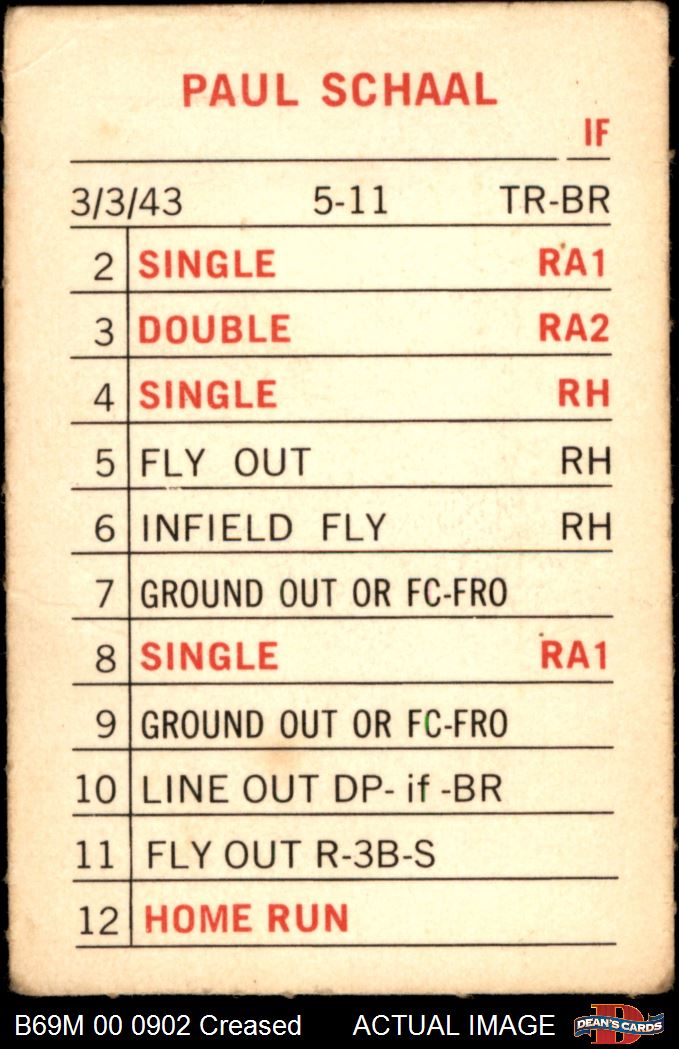 PAUL SCHAAL
IF
3/3/43 5-11 TR-BR
2 SINGLE RA1
3 DOUBLE RA2
4 SINGLE RH
5 FLY OUT RH
6 INFIELD FLY RH
7 GROUND OUT OR FC-FRO
8 SINGLE RA1
9 GROUND OUT OR FC-FRO
10 LINE OUT DP- if -BR
11 FLY OUT R-3B-S
12 HOME RUN
B69M 00 0902 Creased ACTUAL IMAGE D DEAN'S CARDS